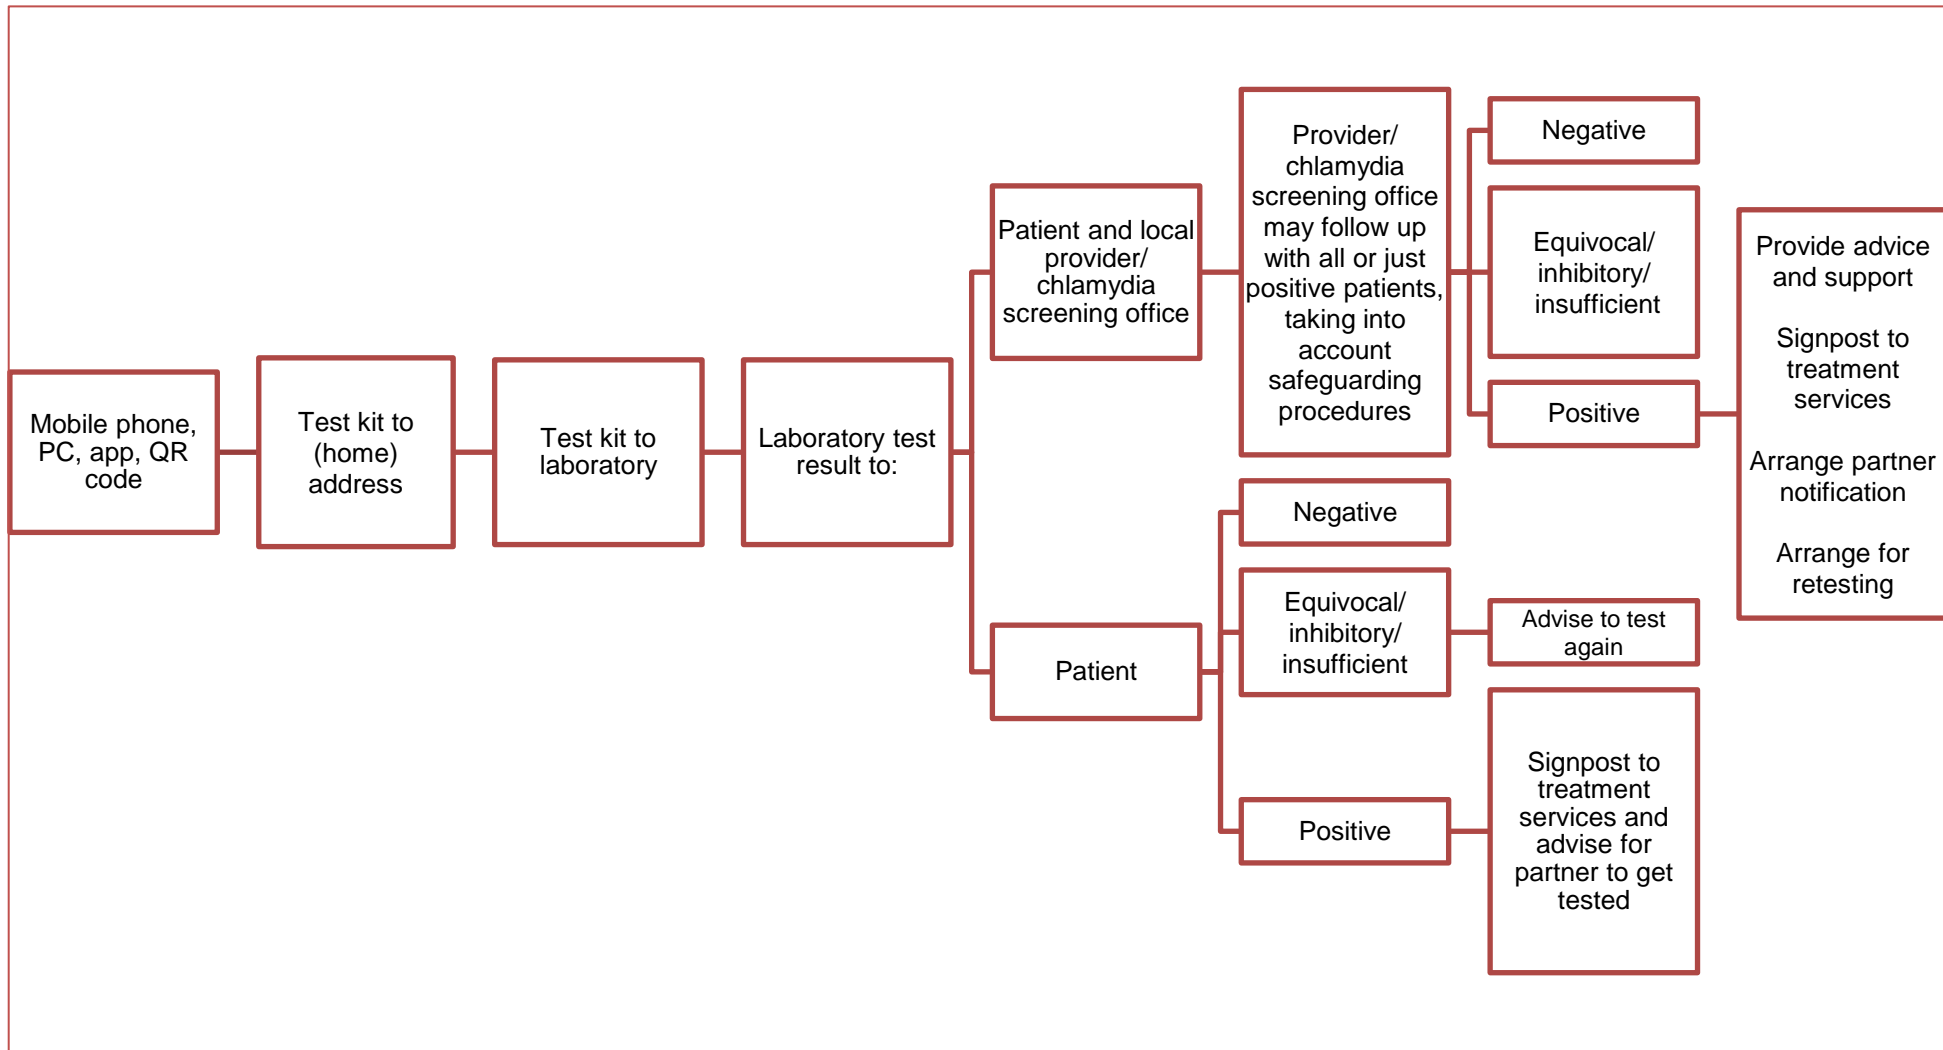 Mobile phone,
PC, app, QR
code
Test kit to
(home)
address
Test kit to
laboratory
Laboratory test
result to:
Patient and local
provider/
chlamydia
screening office
Provider/
chlamydia
screening office
may follow up
with all or just
positive patients,
taking into
account
safeguarding
procedures
Negative
Equivocal/
inhibitory/
insufficient
Positive
Provide advice
and support
Signpost to
treatment
services
Arrange partner
notification
Arrange for
retesting
Patient
Negative
Equivocal/
inhibitory/
insufficient
Advise to test
again
Positive
Signpost to
treatment
services and
advise for
partner to get
tested